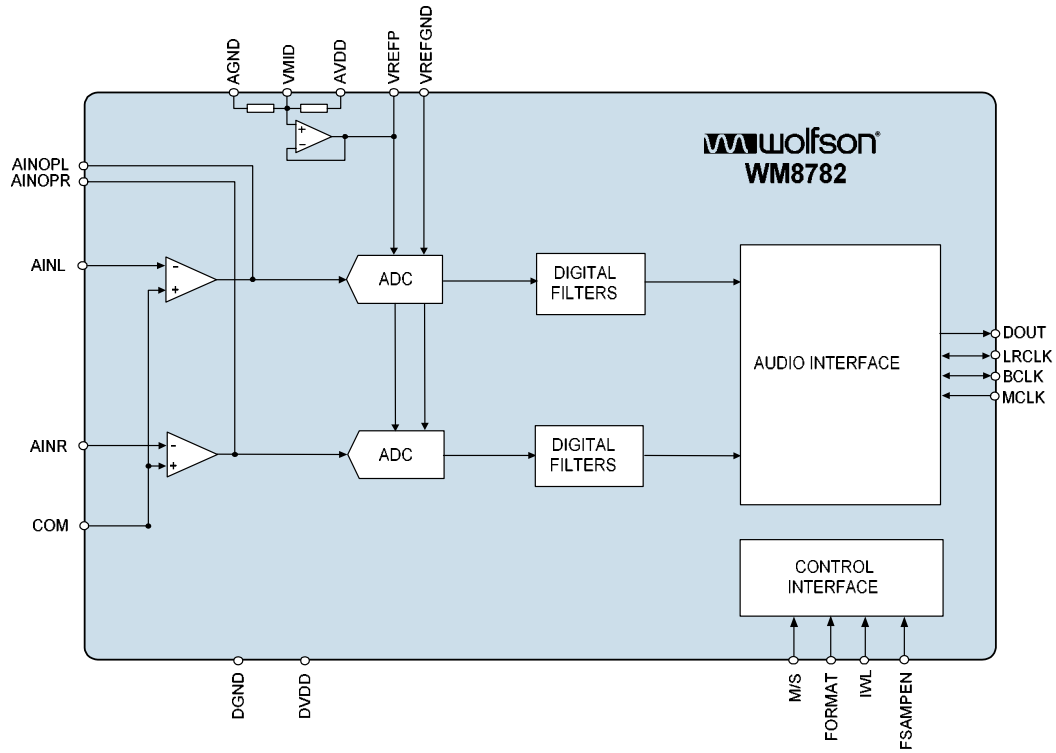 AGND
VMID
AVDD
VREFP
VREFGND
wolfson®
WM8782
+
-
AINOPL
AINOPR
AINL
-
+
ADC
DIGITAL
FILTERS
AUDIO INTERFACE
DOUT
LRCLK
BCLK
MCLK
AINR
-
+
ADC
DIGITAL
FILTERS
COM
CONTROL
INTERFACE
DGND
DVDD
M/S
FORMAT
IWL
FSAMPEN